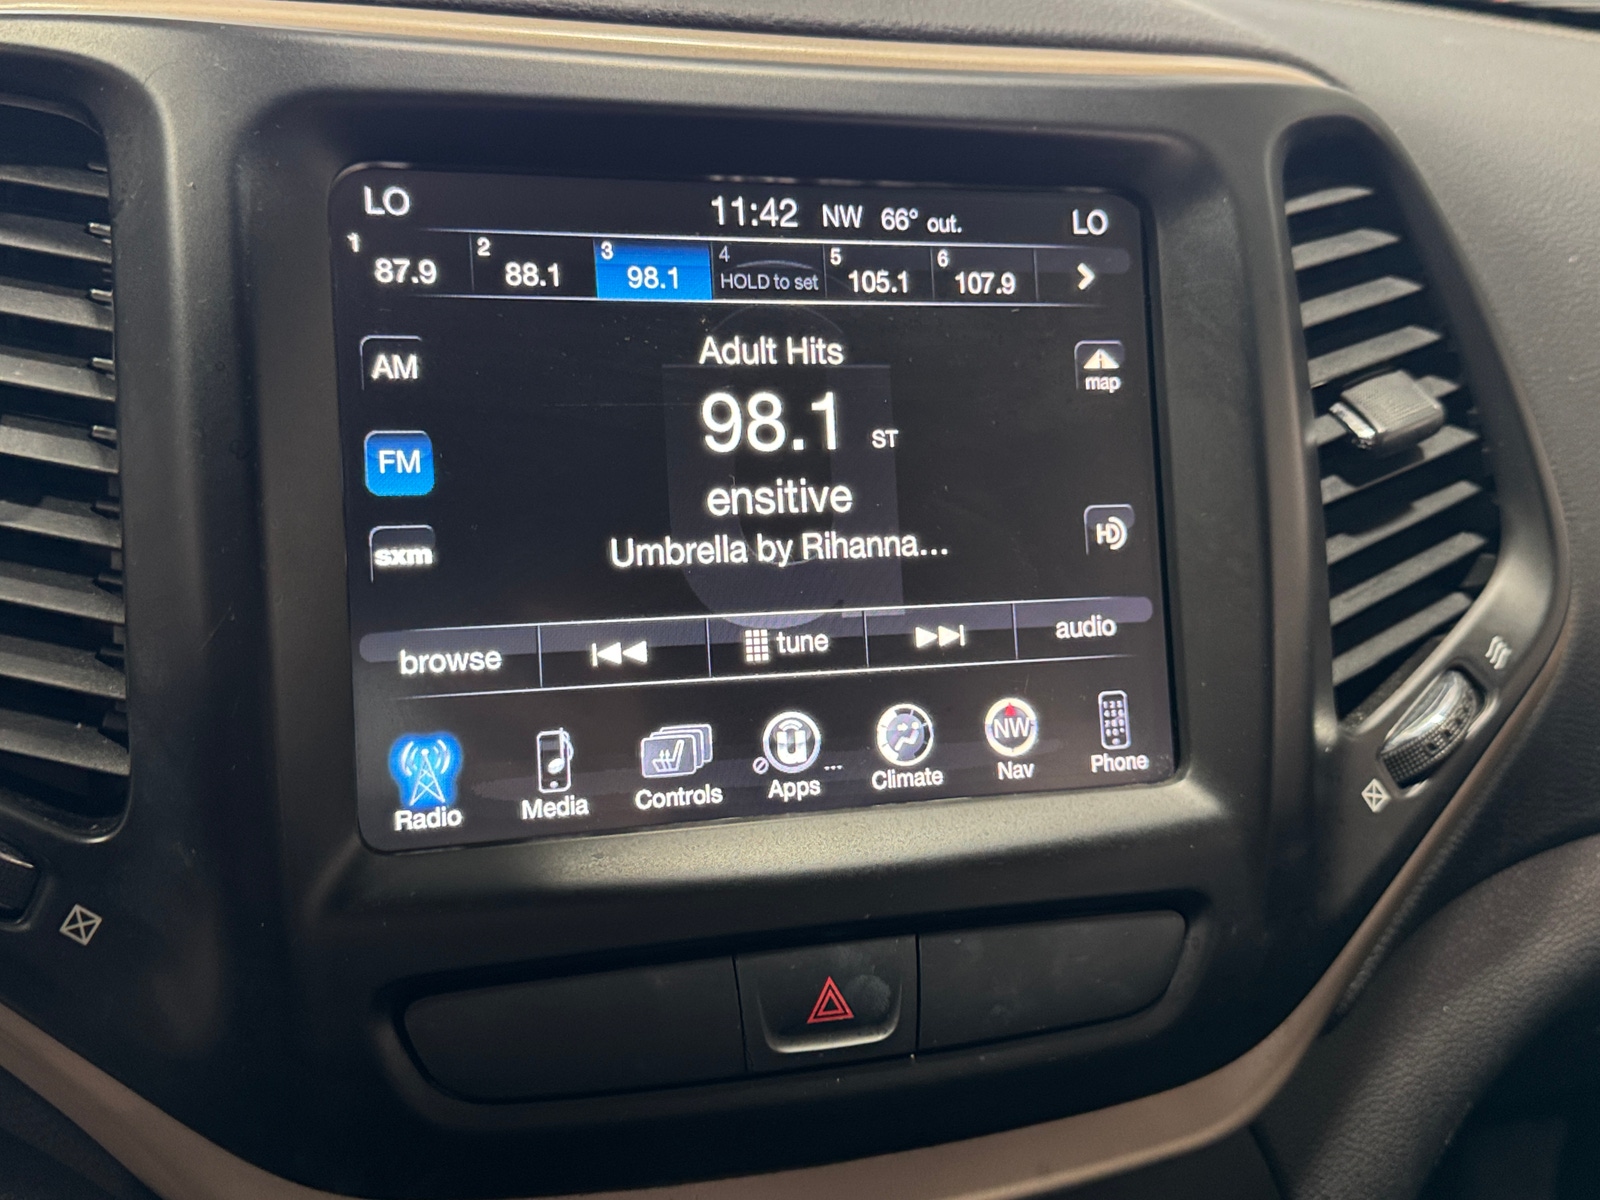 LO 11:42 NW 66° out. LO
1 87.9 2 88.1 3 98.1 4 HOLD to set 5 105.1 6 107.9
AM
FM
sxm
Adult Hits
98.1 ST
ensitive
Umbrella by Rihanna...
map
HD
browse tune audio
Radio Media Controls Apps ... Climate NW Nav Phone